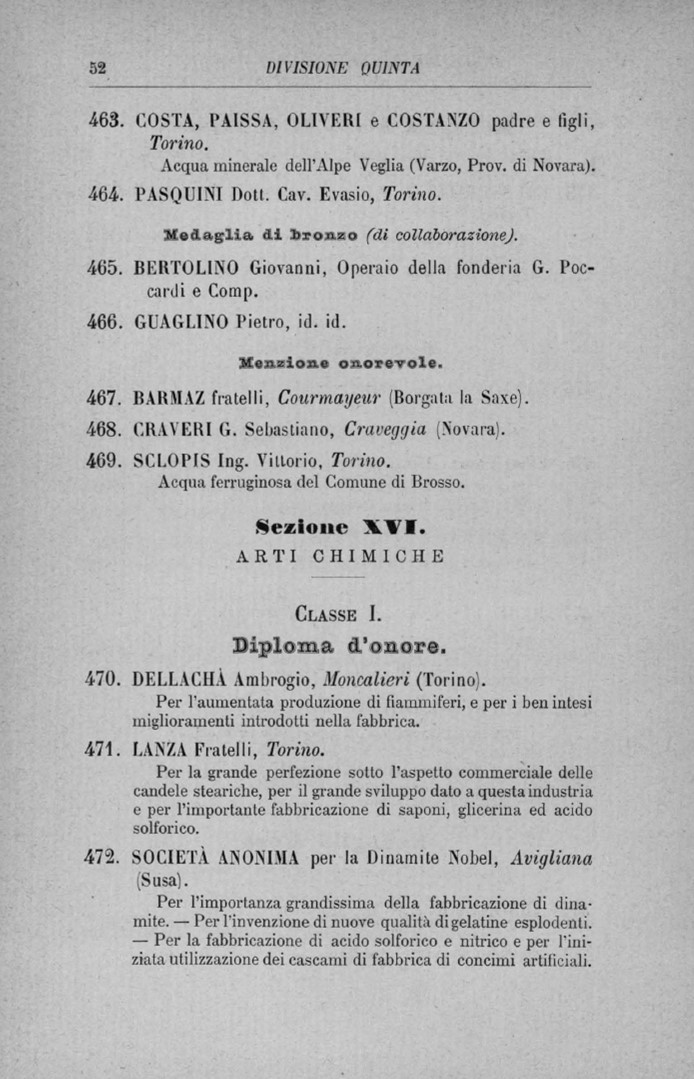 52 DIVISIONE QUINTA
463. COSTA, PAISSA, OLIVERI e COSTANZO padre e figli,
Torino.
Acqua minerale dell'Alpe Veglia (Varzo, Prov. di Novara).
464. PASQUINI Dott. Cav. Evasio, Torino.
Medaglia di bronzo (di collaborazione).
465. BERTOLINO Giovanni, Operaio della fonderia G. Poc-
cardi e Comp.
466. GUAGLINO Pietro, id. id.
Menzione onorevole.
467. BARMAZ fratelli, Courmayeur (Borgata la Saxe).
468. CRAVERI G. Sebastiano, Craveggia (Novara).
469. SCLOPIS Ing. Vittorio, Torino.
Acqua ferruginosa del Comune di Brosso.
Sezione XVI.
ARTI CHIMICHE
CLASSE I.
Diploma d'onore.
470. DELLACHÀ Ambrogio, Moncalieri (Torino).
Per l'aumentata produzione di fiammiferi, e per i ben intesi
miglioramenti introdotti nella fabbrica.
471. LANZA Fratelli, Torino.
Per la grande perfezione sotto l'aspetto commerciale delle
candele steariche, per il grande sviluppo dato a questa industria
e per l'importante fabbricazione di saponi, glicerina ed acido
solforico.
472. SOCIETÀ ANONIMA per la Dinamite Nobel, Avigliana
(Susa).
Per l'importanza grandissima della fabbricazione di dina-
mite. — Per l'invenzione di nuove qualità di gelatine esplodenti.
— Per la fabbricazione di acido solforico e nitrico e per l'ini-
ziata utilizzazione dei cascami di fabbrica di concimi artificiali.